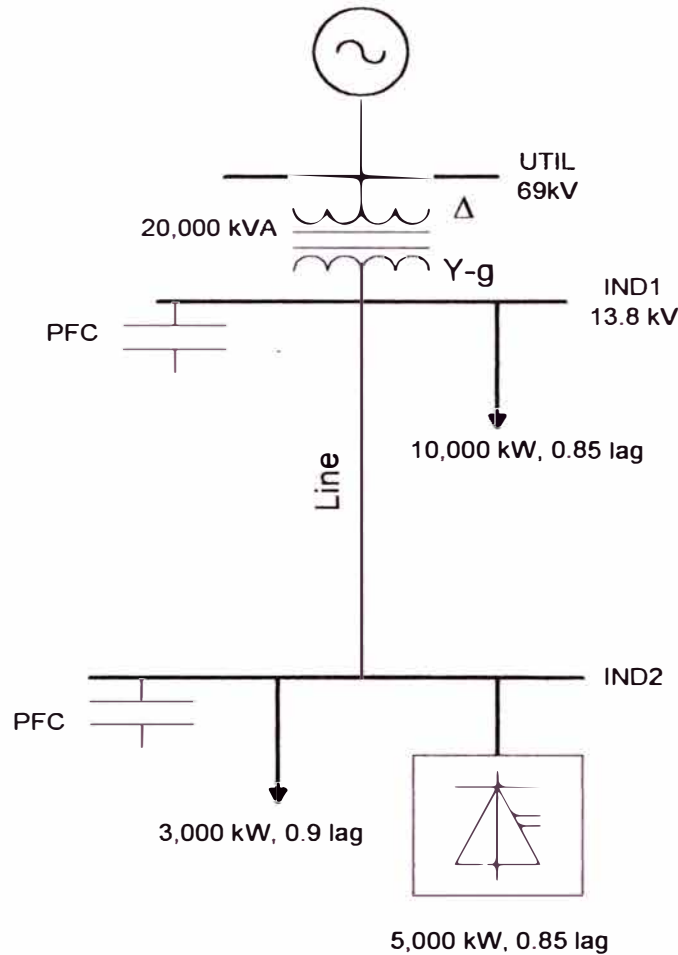 UTIL
69kV
Δ
20,000 kVA
Y-g
IND1
13.8 kV
PFC
10,000 kW, 0.85 lag
Line
IND2
PFC
3,000 kW, 0.9 lag
5,000 kW, 0.85 lag